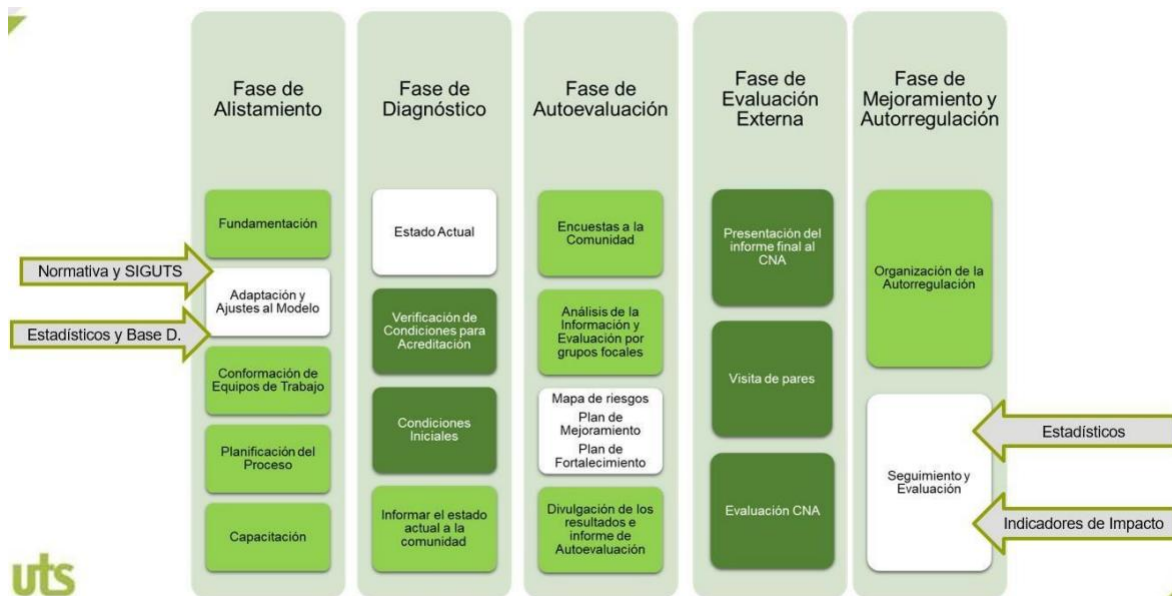 Fase de
Alistamiento
Fundamentación
Normativa y SIGUTS
Adaptación y
Ajustes al Modelo
Estadísticos y Base D.
Conformación de
Equipos de Trabajo
Planificación del
Proceso
Capacitación
Fase de
Diagnóstico
Estado Actual
Verificación de
Condiciones para
Acreditación
Condiciones
Iniciales
Informar el estado
actual a la
comunidad
Fase de
Autoevaluación
Encuestas a la
Comunidad
Análisis de la
Información y
Evaluación por
grupos focales
Mapa de riesgos
Plan de
Mejoramiento
Plan de
Fortalecimiento
Divulgación de los
resultados e
informe de
Autoevaluación
Fase de
Evaluación
Externa
Presentación del
informe final al
CNA
Visita de pares
Evaluación CNA
Fase de
Mejoramiento y
Autorregulación
Organización de la
Autorregulación
Seguimiento y
Evaluación
Estadísticos
Indicadores de Impacto
uts